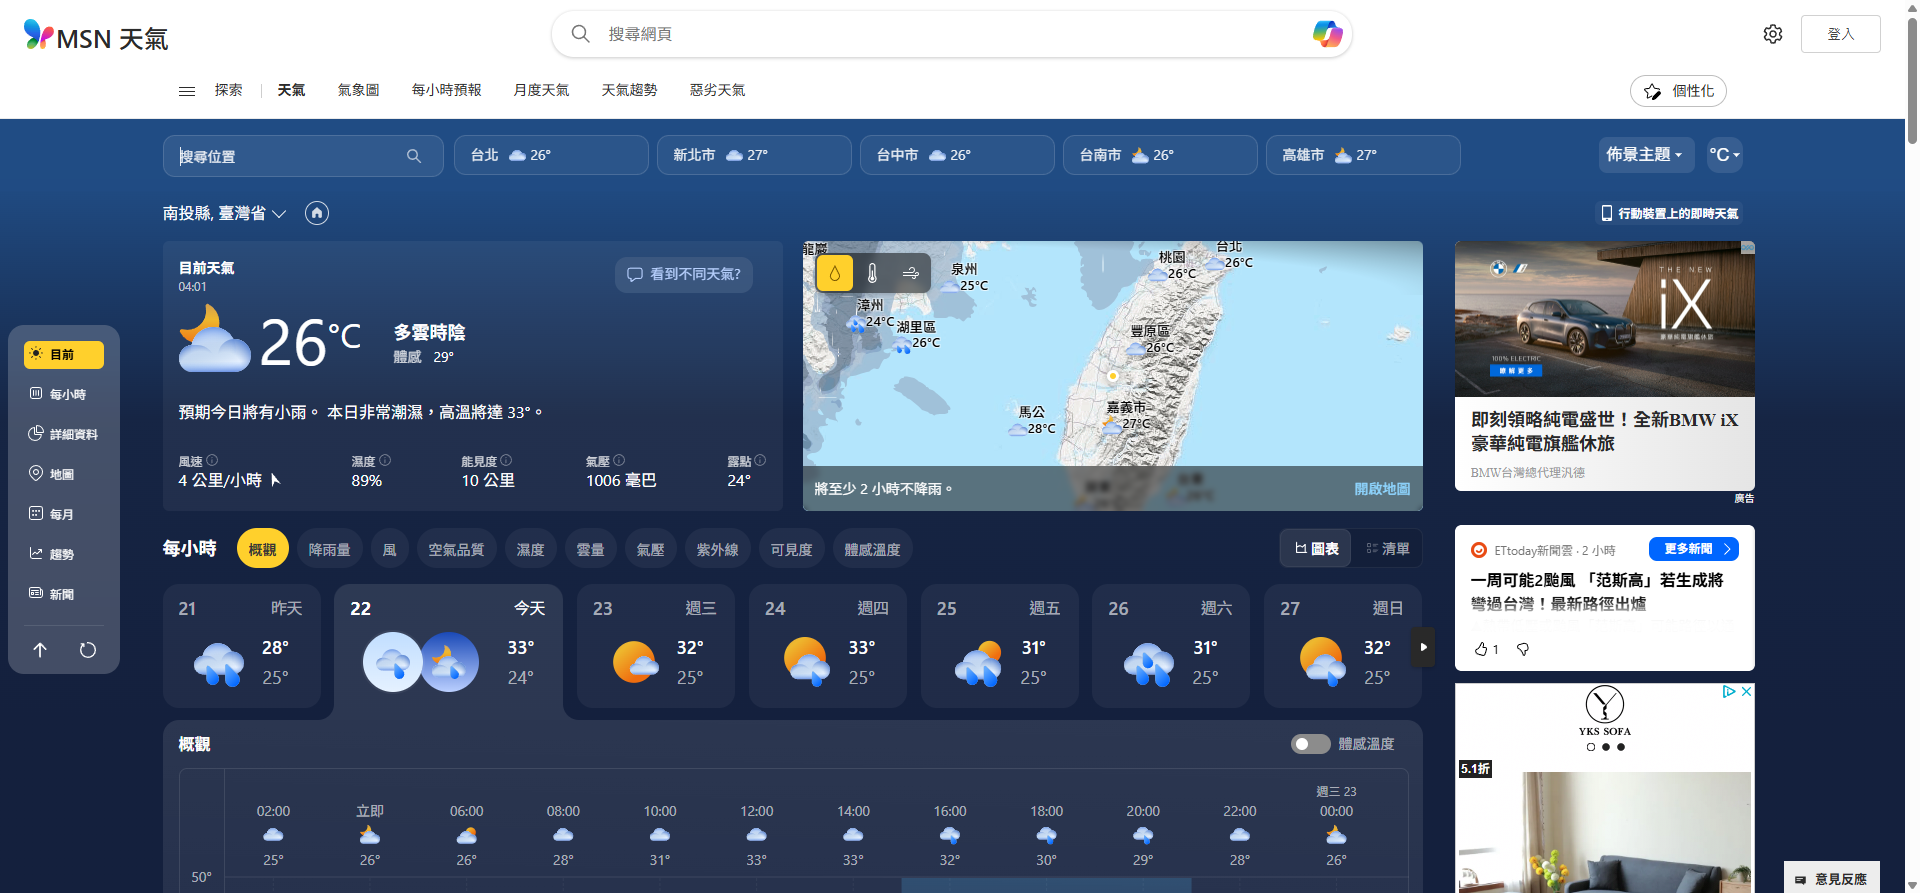 MSN 天氣
搜尋網頁
登入
探索
天氣
氣象圖
每小時預報
月度天氣
天氣趨勢
惡劣天氣
個性化
搜尋位置
台北 26°
新北市 27°
台中市 26°
台南市 26°
高雄市 27°
佈景主題
°C
南投縣, 臺灣省
行動裝置上的即時天氣
目前天氣
04:01
看到不同天氣?
26°C
多雲時陰
體感 29°
預期今日將有小雨。 本日非常潮濕，高溫將達 33°。
風速
4 公里/小時
濕度
89%
能見度
10 公里
氣壓
1006 毫巴
露點
24°
龍巖
泉州
25°C
漳州
24°C
湖里區
26°C
桃園
26°C
台北
26°C
豐原區
26°C
馬公
28°C
嘉義市
27°C
將至少 2 小時不降雨。
開啟地圖
THE NEW
iX
豪華純電旗艦休旅
100% ELECTRIC
瞭解更多
即刻領略純電盛世！全新BMW iX
豪華純電旗艦休旅
BMW台灣總代理汎德
廣告
目前
每小時
詳細資料
地圖
每月
趨勢
新聞
每小時
概觀
降雨量
風
空氣品質
濕度
雲量
氣壓
紫外線
可見度
體感溫度
圖表
清單
21 昨天
28°
25°
22 今天
33°
24°
23 週三
32°
25°
24 週四
33°
25°
25 週五
31°
25°
26 週六
31°
25°
27 週日
32°
25°
ETtoday新聞雲 · 2 小時
更多新聞
一周可能2颱風 「范斯高」若生成將
彎過台灣！最新路徑出爐
1
YKS SOFA
5.1折
概觀
體感溫度
週三 23
02:00 立即 06:00 08:00 10:00 12:00 14:00 16:00 18:00 20:00 22:00 00:00
25° 26° 26° 28° 31° 33° 33° 32° 30° 29° 28° 26°
50°
意見反應